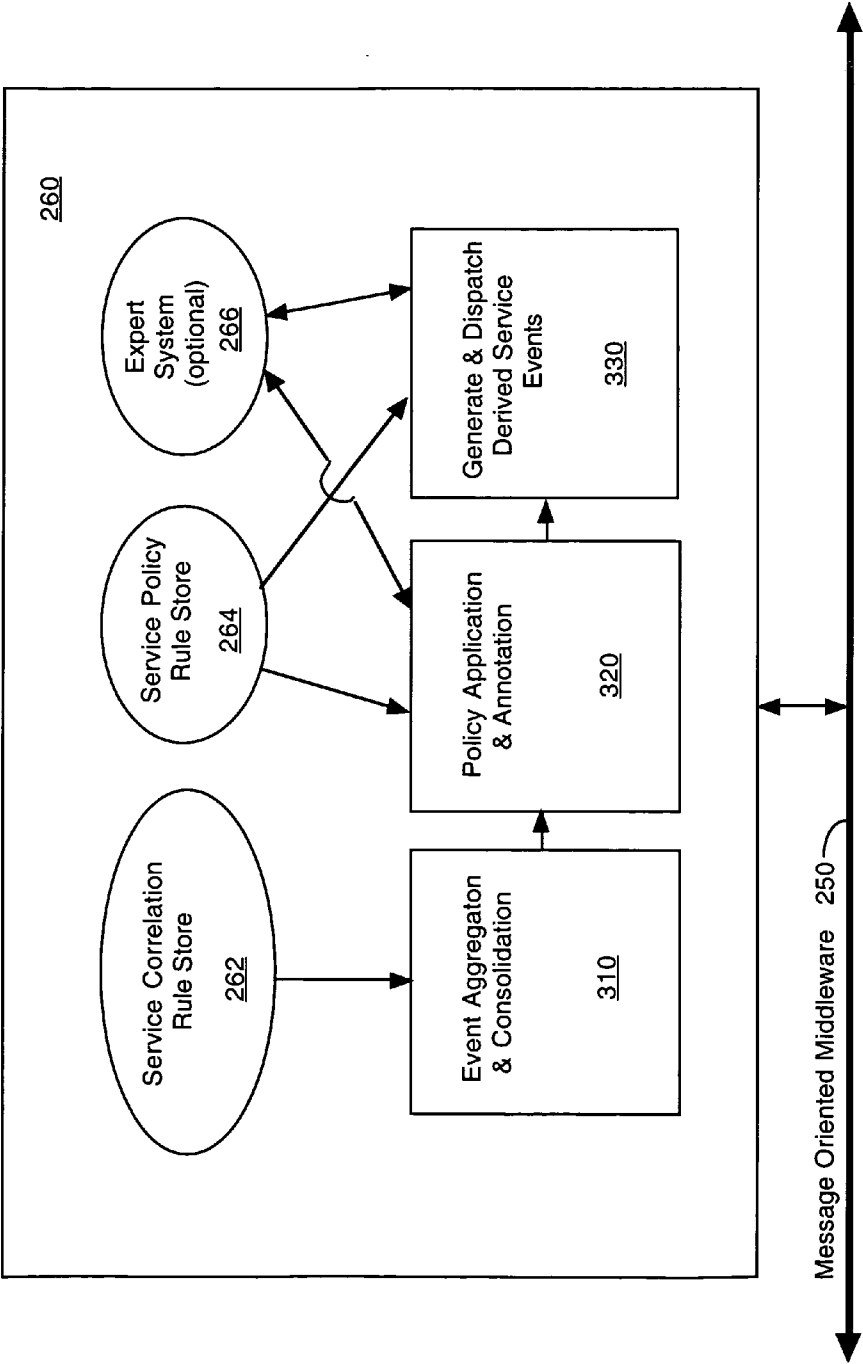 260
Service Correlation
Rule Store
262
Service Policy
Rule Store
264
Expert
System
(optional)
266
Event Aggregaton
& Consolidation
310
Policy Application
& Annotation
320
Generate & Dispatch
Derived Service
Events
330
Message Oriented Middleware 250